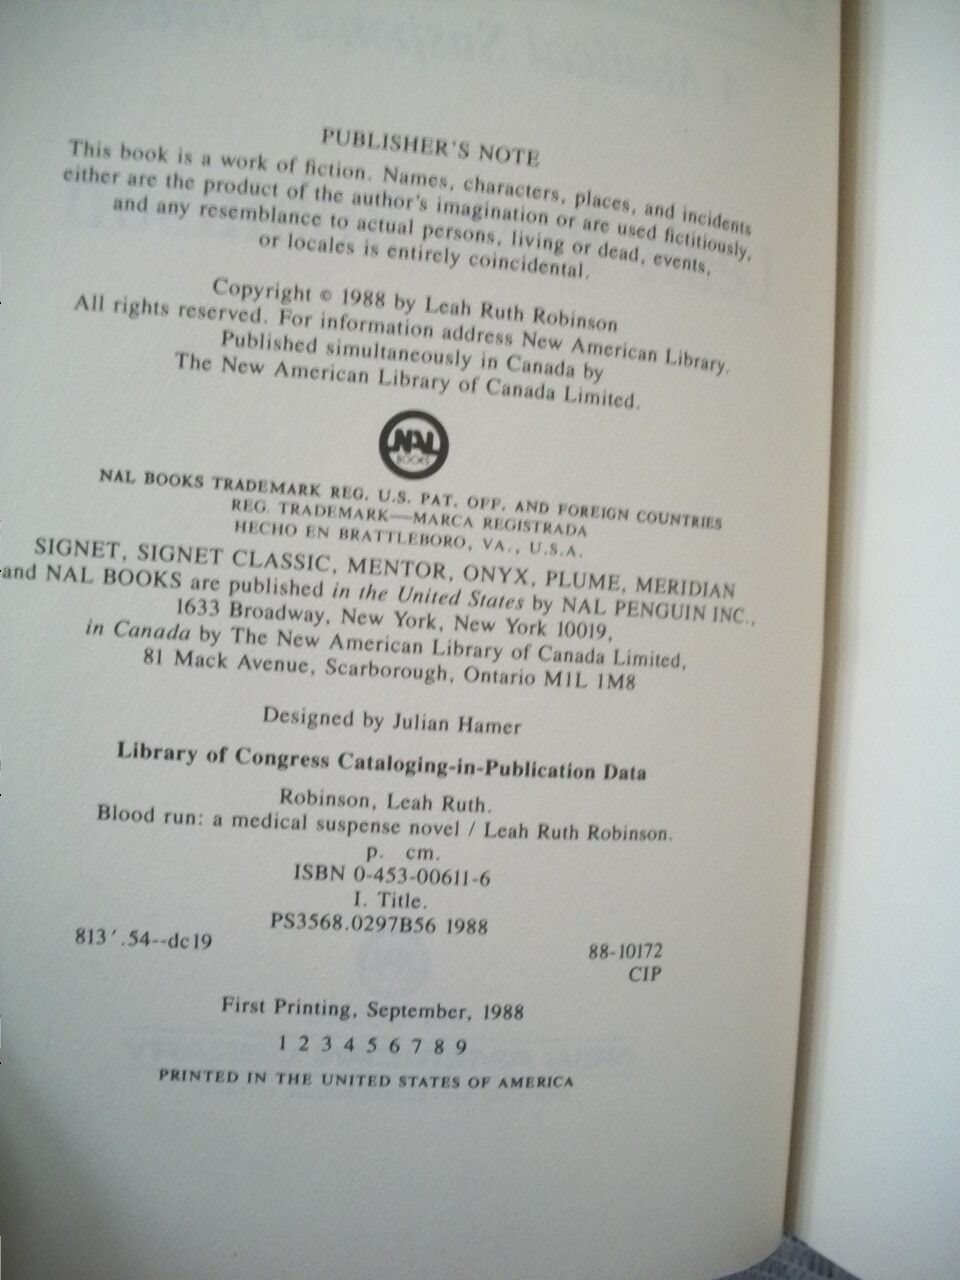 PUBLISHER'S NOTE
This book is a work of fiction. Names, characters, places, and incidents
either are the product of the author's imagination or are used fictitiously,
and any resemblance to actual persons, living or dead, events,
or locales is entirely coincidental.
Copyright © 1988 by Leah Ruth Robinson
All rights reserved. For information address New American Library.
Published simultaneously in Canada by
The New American Library of Canada Limited.
NAL
BOOKS
NAL BOOKS TRADEMARK REG. U.S. PAT. OFF. AND FOREIGN COUNTRIES
REG. TRADEMARK—MARCA REGISTRADA
HECHO EN BRATTLEBORO, VA., U.S.A.
SIGNET, SIGNET CLASSIC, MENTOR, ONYX, PLUME, MERIDIAN
and NAL BOOKS are published in the United States by NAL PENGUIN INC.,
1633 Broadway, New York, New York 10019,
in Canada by The New American Library of Canada Limited,
81 Mack Avenue, Scarborough, Ontario M1L 1M8
Designed by Julian Hamer
Library of Congress Cataloging-in-Publication Data
Robinson, Leah Ruth.
Blood run: a medical suspense novel / Leah Ruth Robinson.
p. cm.
ISBN 0-453-00611-6
I. Title.
PS3568.0297B56 1988
813'.54--dc19 88-10172
CIP
First Printing, September, 1988
1 2 3 4 5 6 7 8 9
PRINTED IN THE UNITED STATES OF AMERICA